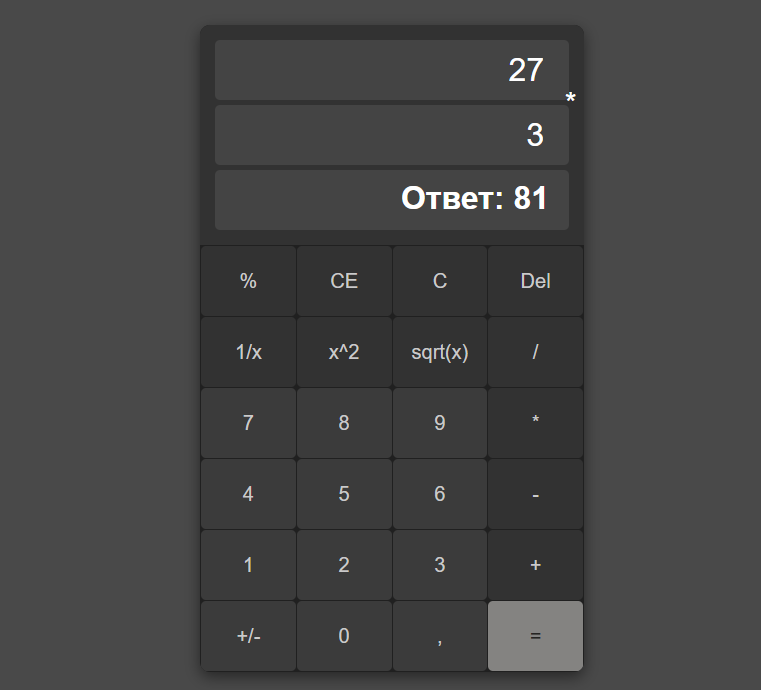 27
*
3
Ответ: 81
% CE C Del
1/x x^2 sqrt(x) /
7 8 9 *
4 5 6 -
1 2 3 +
+/- 0 , =